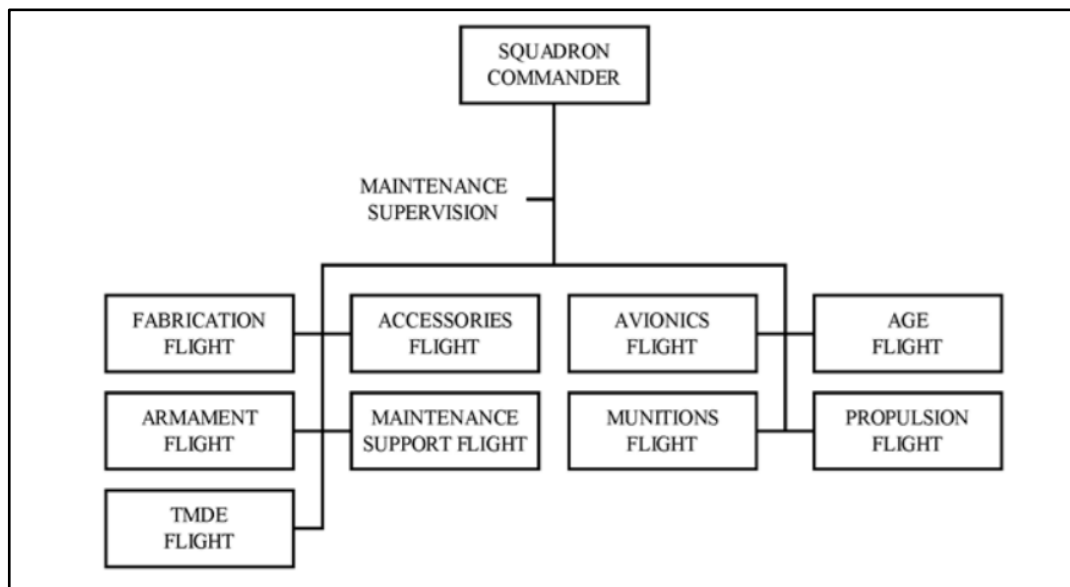 SQUADRON
COMMANDER
MAINTENANCE
SUPERVISION
FABRICATION
FLIGHT
ACCESSORIES
FLIGHT
AVIONICS
FLIGHT
AGE
FLIGHT
ARMAMENT
FLIGHT
MAINTENANCE
SUPPORT FLIGHT
MUNITIONS
FLIGHT
PROPULSION
FLIGHT
TMDE
FLIGHT